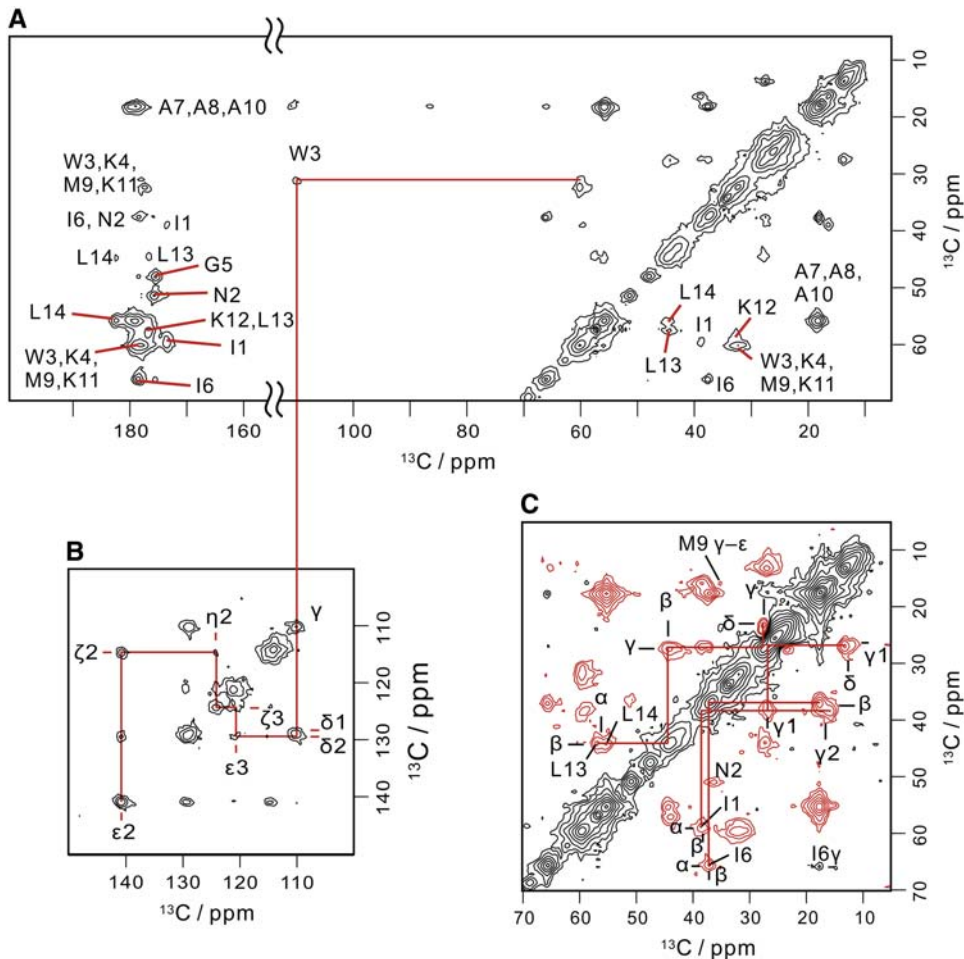 A
A7,A8,A10
W3
W3,K4,
M9,K11
I6, N2
I1
L14
L13
G5
N2
L14
K12,L13
W3,K4,
M9,K11
I1
I6
A7,A8,
A10
L14
I1
K12
L13
W3,K4,
M9,K11
I6
10
20
30
40
50
60
¹³C / ppm
180
160
100
80
60
40
20
¹³C / ppm
B
γ
η2
ζ2
ζ3
δ1
δ2
ε3
ε2
110
120
130
140
¹³C / ppm
140
130
120
110
¹³C / ppm
C
M9 γ–ε
β
γ
δ
γ
γ1
δ
α
L14
β
L13
γ1
β
γ2
N2
I1
α
β
I6
α
β
I6γ
10
20
30
40
50
60
70
¹³C / ppm
70
60
50
40
30
20
10
¹³C / ppm